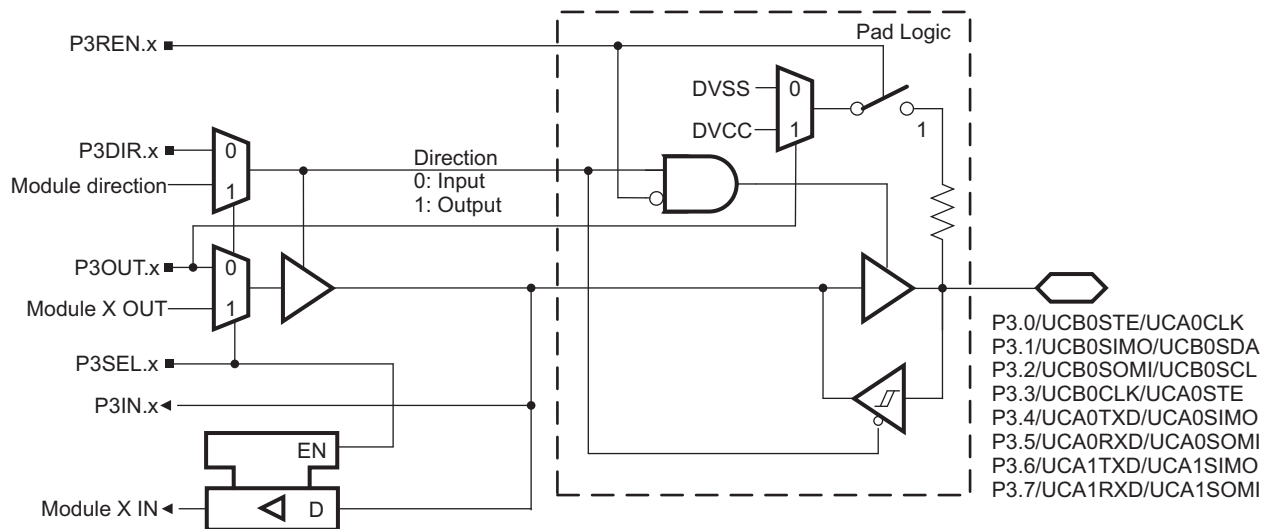 Pad Logic
P3REN.x
DVSS
0
DVCC
1
1
P3DIR.x
0
Module direction
1
Direction
0: Input
1: Output
P3OUT.x
0
Module X OUT
1
P3SEL.x
P3IN.x
EN
Module X IN
D
P3.0/UCB0STE/UCA0CLK
P3.1/UCB0SIMO/UCB0SDA
P3.2/UCB0SOMI/UCB0SCL
P3.3/UCB0CLK/UCA0STE
P3.4/UCA0TXD/UCA0SIMO
P3.5/UCA0RXD/UCA0SOMI
P3.6/UCA1TXD/UCA1SIMO
P3.7/UCA1RXD/UCA1SOMI